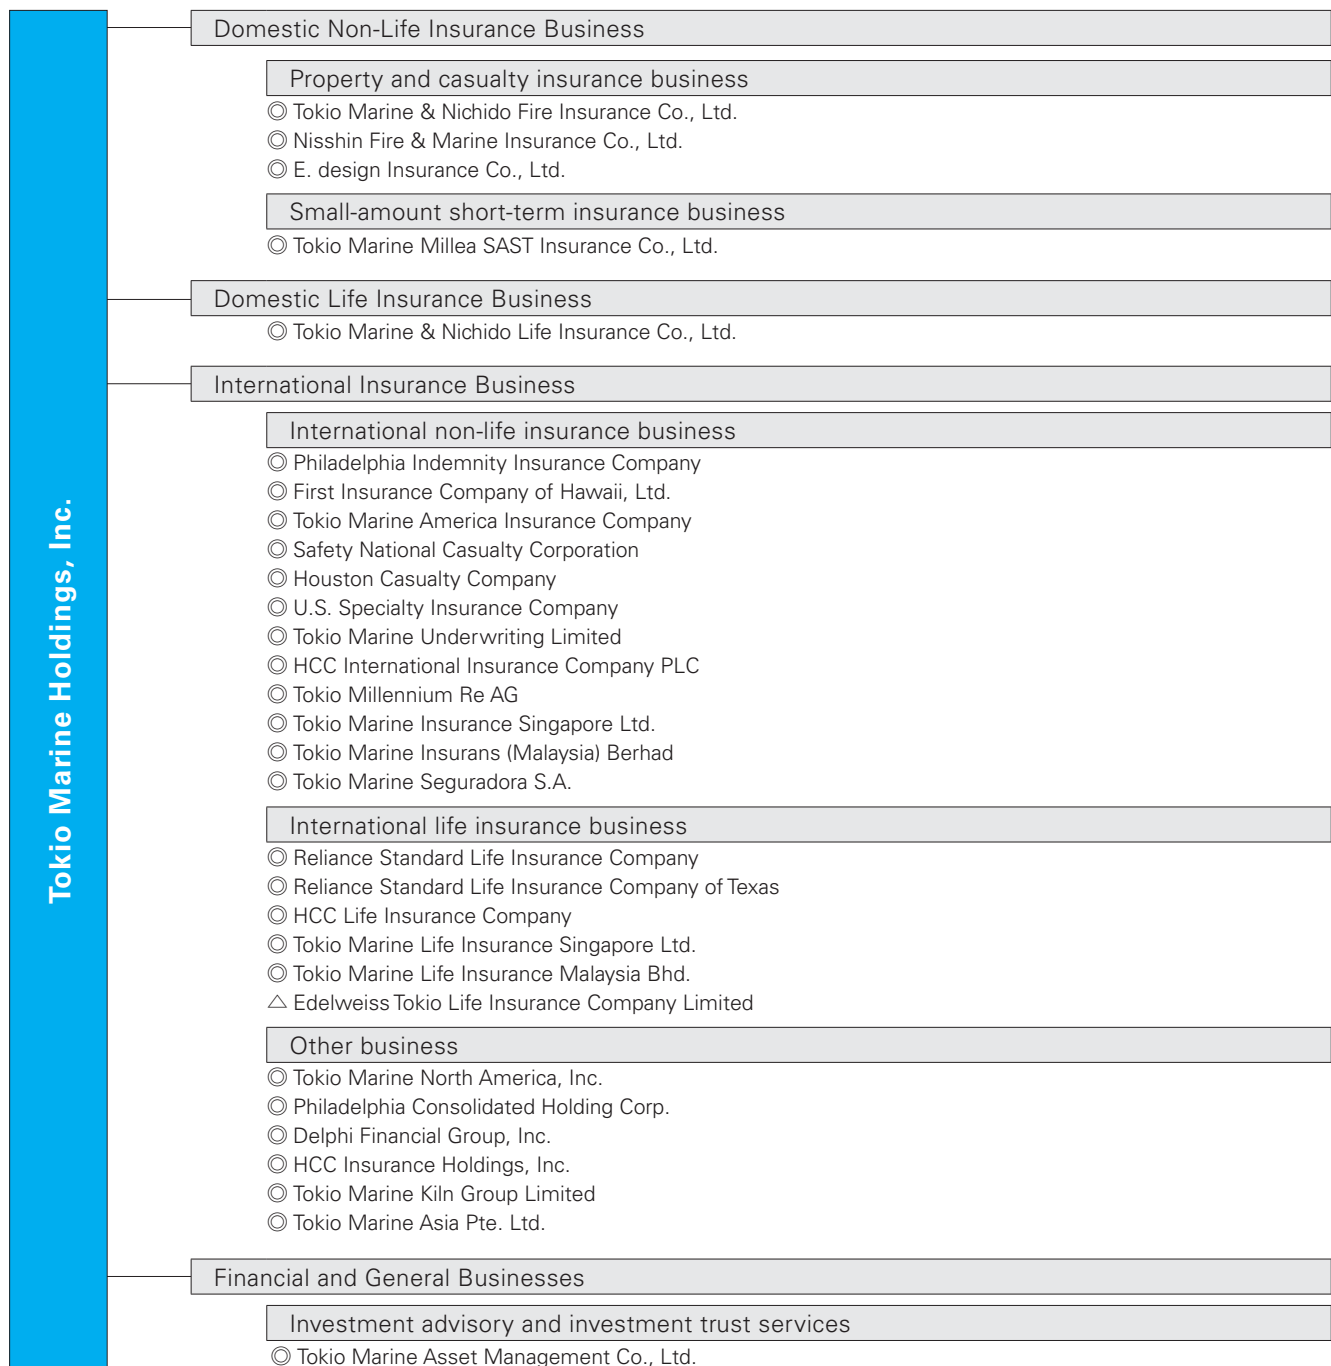 Tokio Marine Holdings, Inc.
Domestic Non-Life Insurance Business
Property and casualty insurance business
◎ Tokio Marine & Nichido Fire Insurance Co., Ltd.
◎ Nisshin Fire & Marine Insurance Co., Ltd.
◎ E. design Insurance Co., Ltd.
Small-amount short-term insurance business
◎ Tokio Marine Millea SAST Insurance Co., Ltd.
Domestic Life Insurance Business
◎ Tokio Marine & Nichido Life Insurance Co., Ltd.
International Insurance Business
International non-life insurance business
◎ Philadelphia Indemnity Insurance Company
◎ First Insurance Company of Hawaii, Ltd.
◎ Tokio Marine America Insurance Company
◎ Safety National Casualty Corporation
◎ Houston Casualty Company
◎ U.S. Specialty Insurance Company
◎ Tokio Marine Underwriting Limited
◎ HCC International Insurance Company PLC
◎ Tokio Millennium Re AG
◎ Tokio Marine Insurance Singapore Ltd.
◎ Tokio Marine Insurans (Malaysia) Berhad
◎ Tokio Marine Seguradora S.A.
International life insurance business
◎ Reliance Standard Life Insurance Company
◎ Reliance Standard Life Insurance Company of Texas
◎ HCC Life Insurance Company
◎ Tokio Marine Life Insurance Singapore Ltd.
◎ Tokio Marine Life Insurance Malaysia Bhd.
△ Edelweiss Tokio Life Insurance Company Limited
Other business
◎ Tokio Marine North America, Inc.
◎ Philadelphia Consolidated Holding Corp.
◎ Delphi Financial Group, Inc.
◎ HCC Insurance Holdings, Inc.
◎ Tokio Marine Kiln Group Limited
◎ Tokio Marine Asia Pte. Ltd.
Financial and General Businesses
Investment advisory and investment trust services
◎ Tokio Marine Asset Management Co., Ltd.